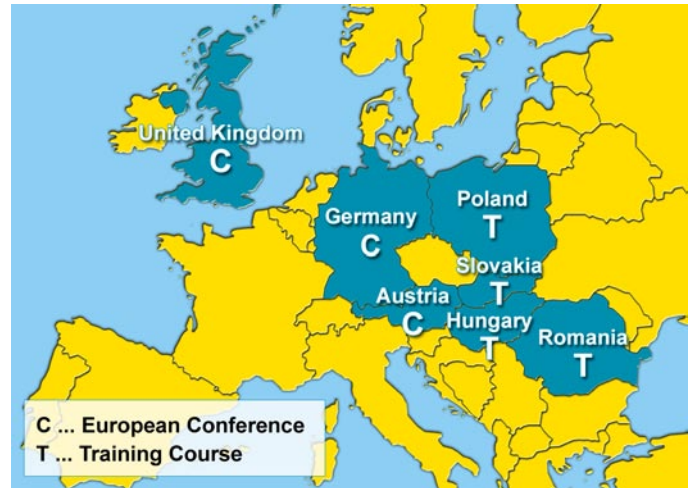 United Kingdom
C
Germany
C
Poland
T
Slovakia
T
Austria
C
Hungary
T
Romania
T
C ... European Conference
T ... Training Course